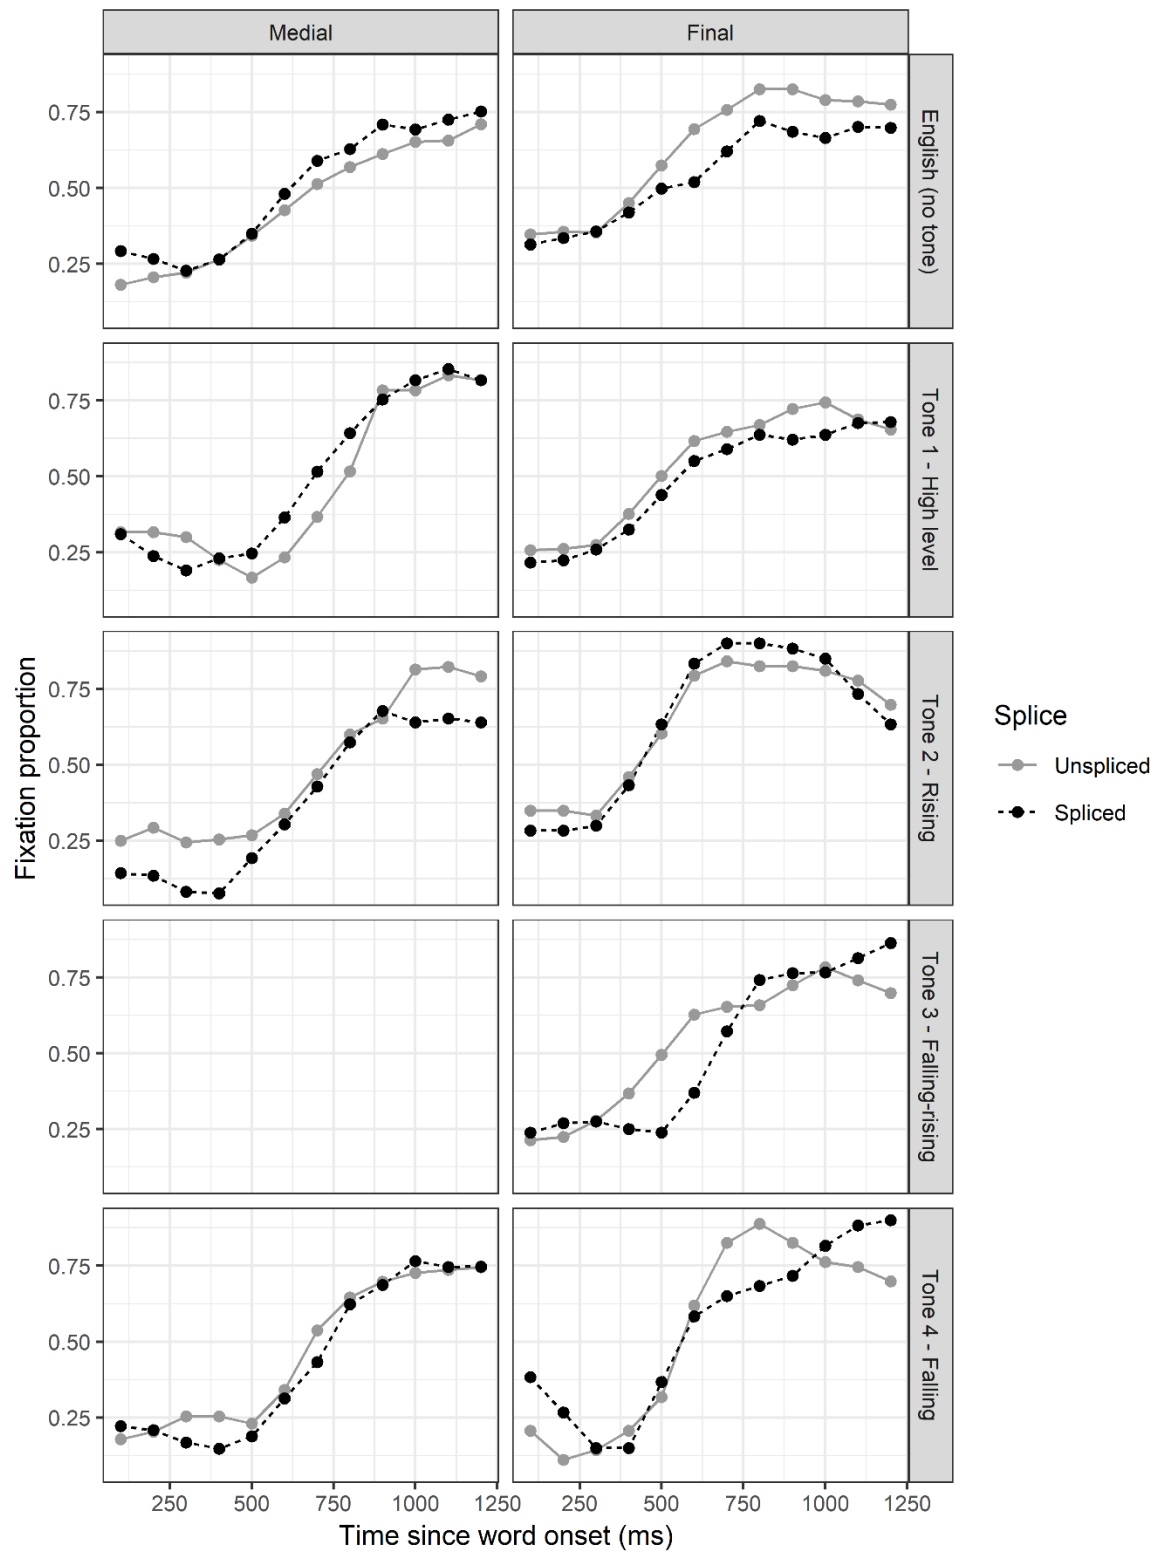 Medial
Final
0.75
0.50
0.25
English (no tone)
0.75
0.50
0.25
Tone 1 - High level
0.75
0.50
0.25
Tone 2 - Rising
0.75
0.50
0.25
Tone 3 - Falling-rising
0.75
0.50
0.25
Tone 4 - Falling
250 500 750 1000 1250
250 500 750 1000 1250
Time since word onset (ms)
Fixation proportion
Splice
Unspliced
Spliced